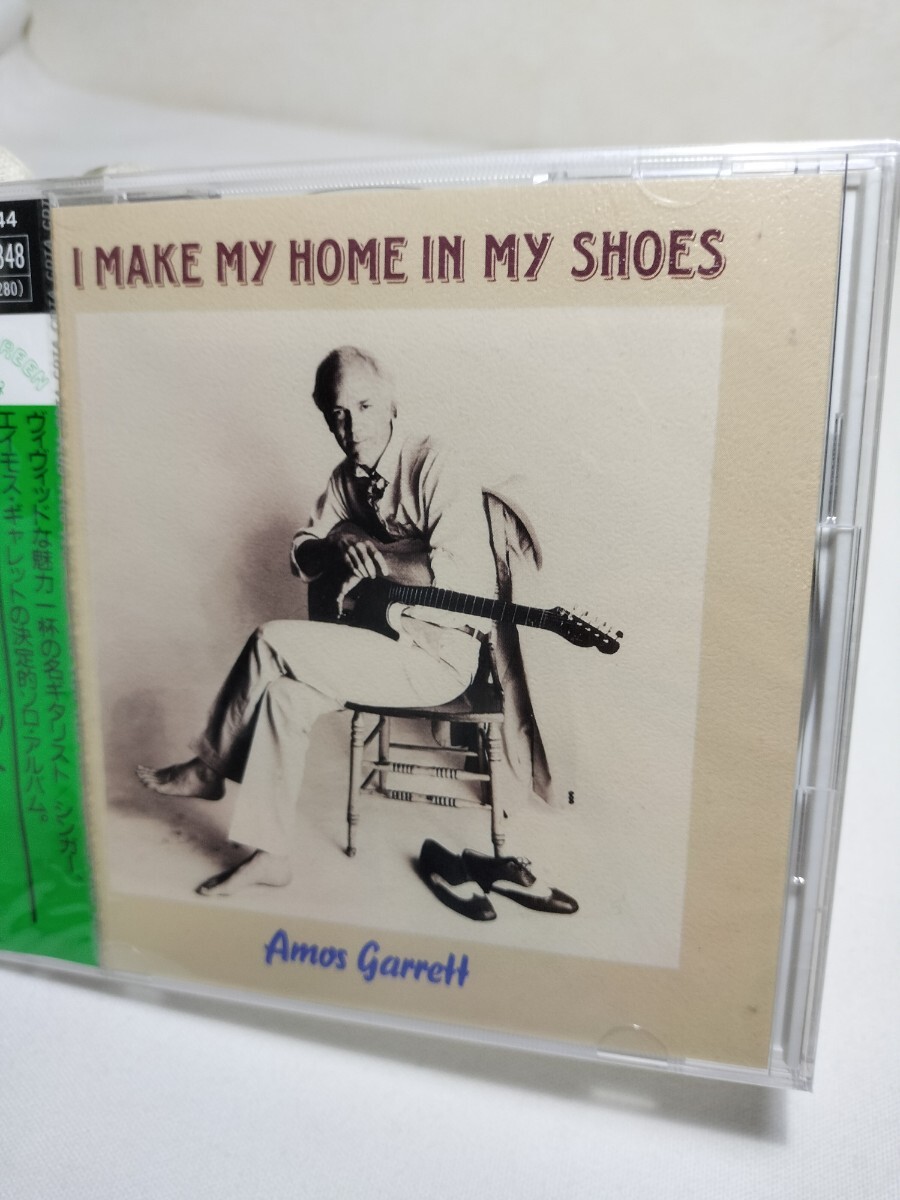 44
348
280)
REEN
I MAKE MY HOME IN MY SHOES
ヴィヴィッドな魅力一杯の名ギタリスト/シンガー、
エイモス・ギャレットの決定的ソロ・アルバム。
Amos Garrett